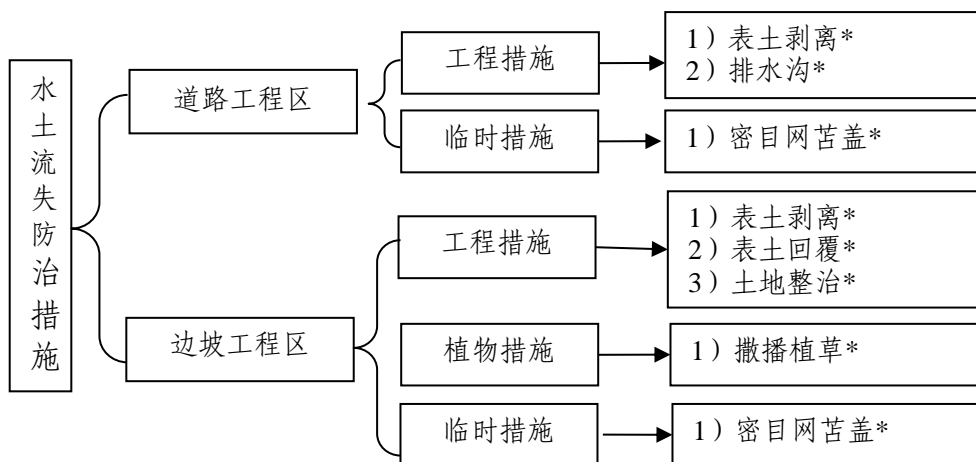 水土流失防治措施
道路工程区
工程措施
1）表土剥离*
2）排水沟*
临时措施
1）密目网苫盖*
边坡工程区
工程措施
1）表土剥离*
2）表土回覆*
3）土地整治*
植物措施
1）撒播植草*
临时措施
1）密目网苫盖*